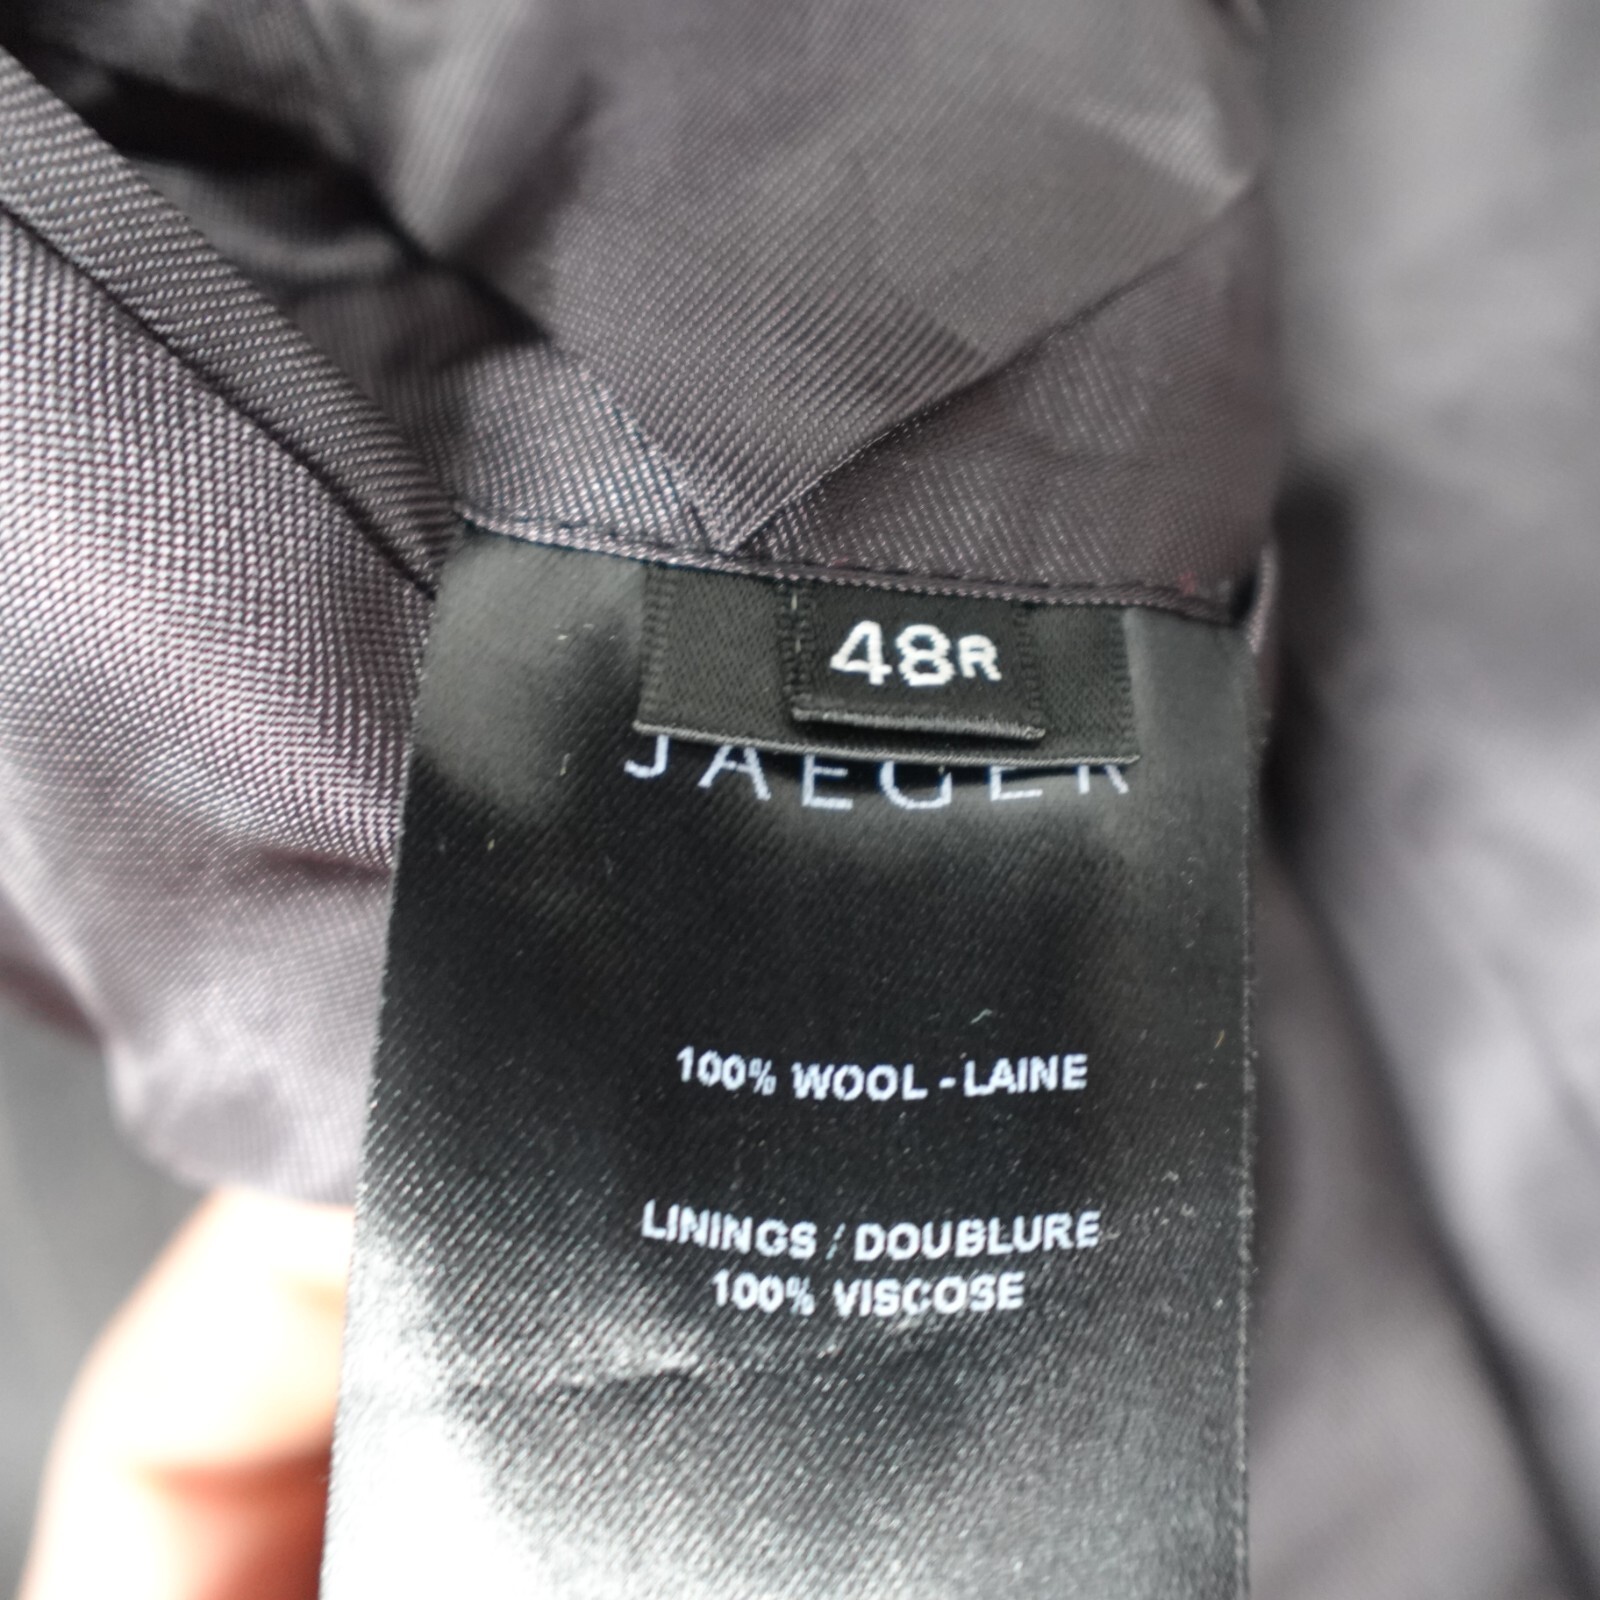 48R
JAEGER
100% WOOL - LAINE
LININGS / DOUBLURE
100% VISCOSE